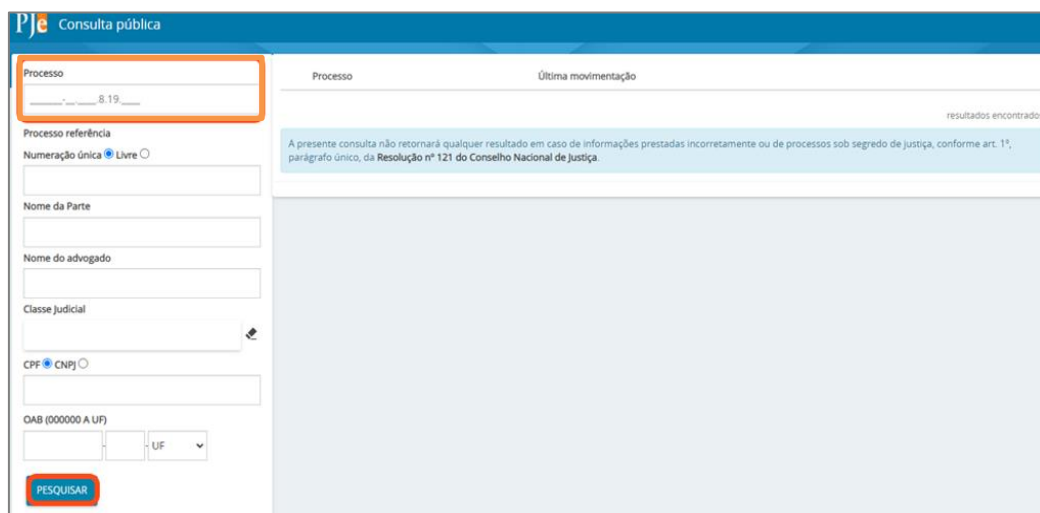 PJe Consulta pública
Processo
_______-__.____.8.19.____
Processo referência
Numeração única Livre
Nome da Parte
Nome do advogado
Classe Judicial
CPF CNPJ
OAB (000000 A UF)
- - UF
PESQUISAR
Processo Última movimentação
resultados encontrados
A presente consulta não retornará qualquer resultado em caso de informações prestadas incorretamente ou de processos sob segredo de justiça, conforme art. 1º,
parágrafo único, da Resolução nº 121 do Conselho Nacional de Justiça.